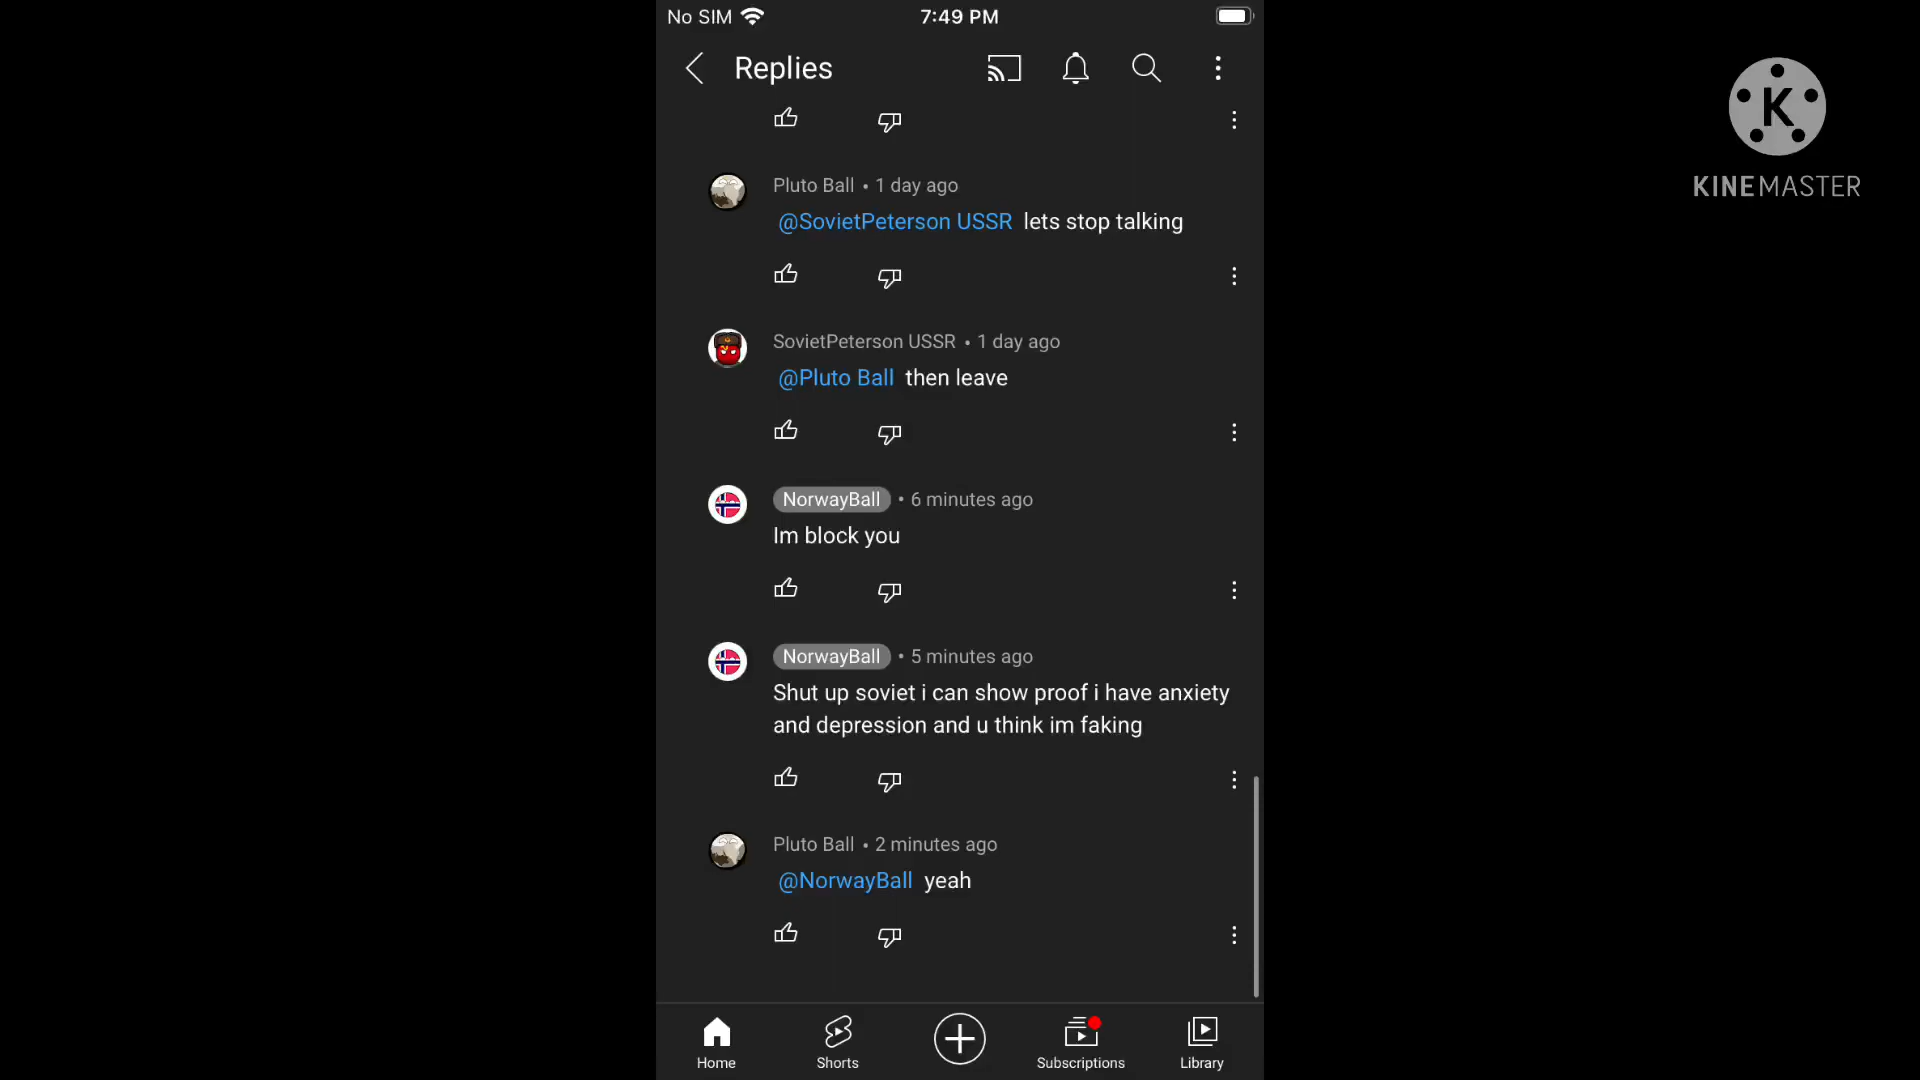 No SIM
7:49 PM
Replies
K
KINEMASTER
Pluto Ball • 1 day ago
@SovietPeterson USSR lets stop talking
SovietPeterson USSR • 1 day ago
@Pluto Ball then leave
NorwayBall • 6 minutes ago
Im block you
NorwayBall • 5 minutes ago
Shut up soviet i can show proof i have anxiety
and depression and u think im faking
Pluto Ball • 2 minutes ago
@NorwayBall yeah
Home
Shorts
Subscriptions
Library